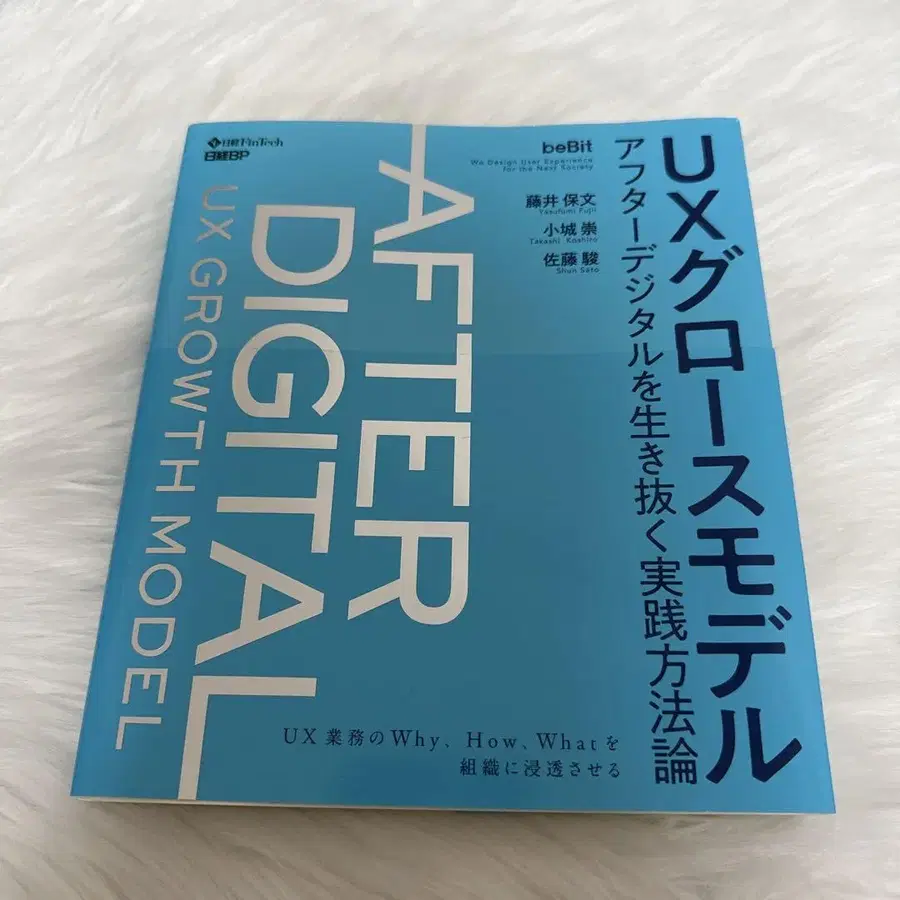 UXグロースモデル
アフターデジタルを生き抜く実践方法論
beBit
We Design User Experience
for the Next Society
藤井 保文
Yasufumi Fujii
小城 崇
Takashi Koshiro
佐藤 駿
Shun Sato
日経FinTech
日経BP
AFTER
DIGITAL
UX GROWTH MODEL
UX業務のWhy、How、Whatを
組織に浸透させる